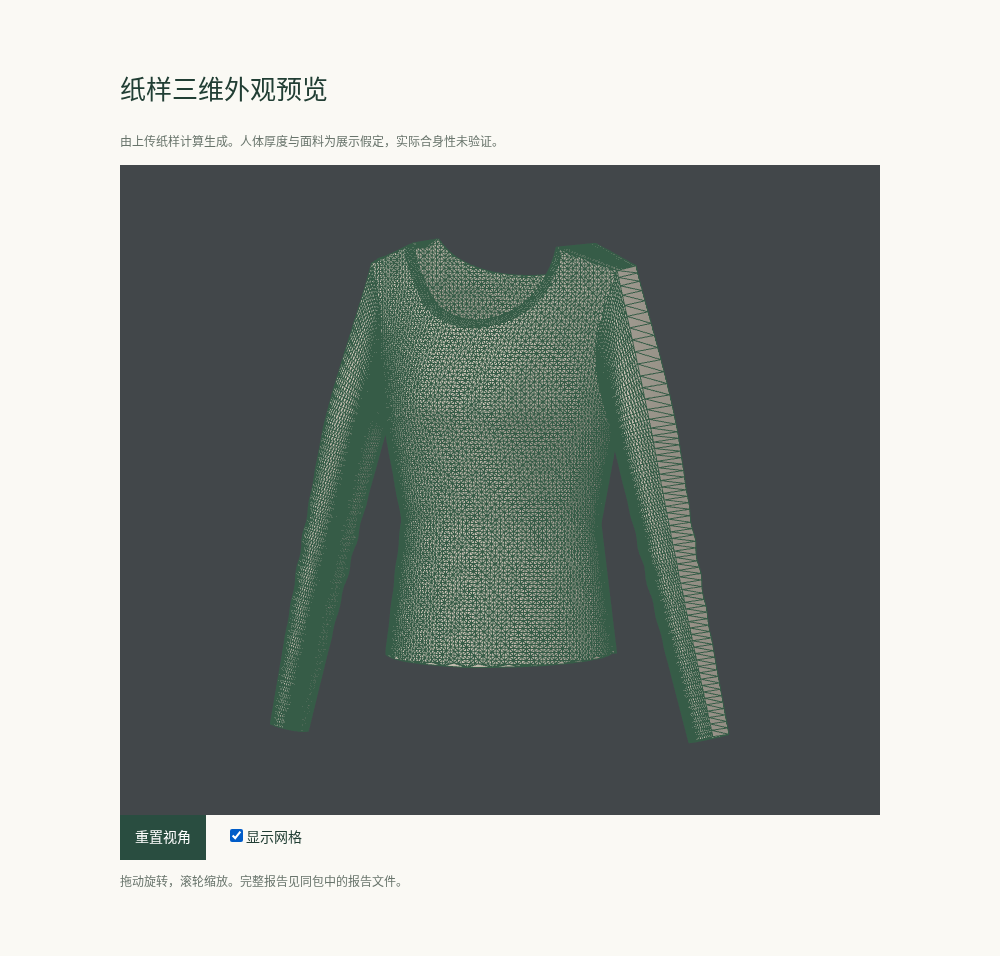 纸样三维外观预览
由上传纸样计算生成。人体厚度与面料为展示假定，实际合身性未验证。
重置视角
显示网格
拖动旋转，滚轮缩放。完整报告见同包中的报告文件。